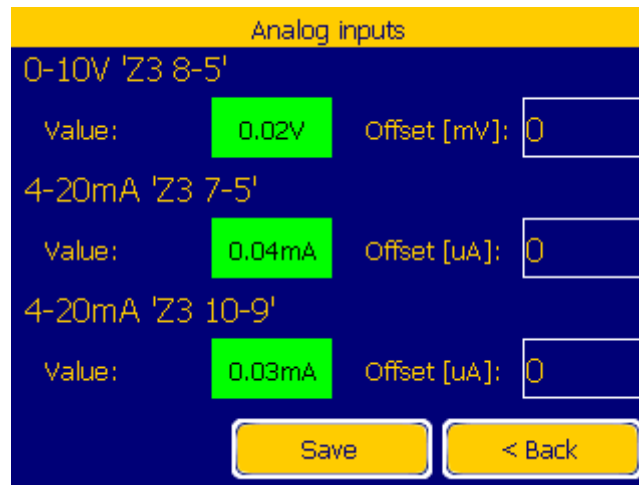 Analog inputs
0-10V 'Z3 8-5'
Value: 0.02V Offset [mV]: 0
4-20mA 'Z3 7-5'
Value: 0.04mA Offset [uA]: 0
4-20mA 'Z3 10-9'
Value: 0.03mA Offset [uA]: 0
Save < Back